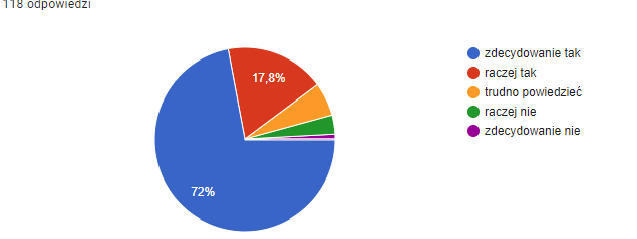 118 odpowiedzi
17,8%
72%
zdecydowanie tak
raczej tak
trudno powiedzieć
raczej nie
zdecydowanie nie